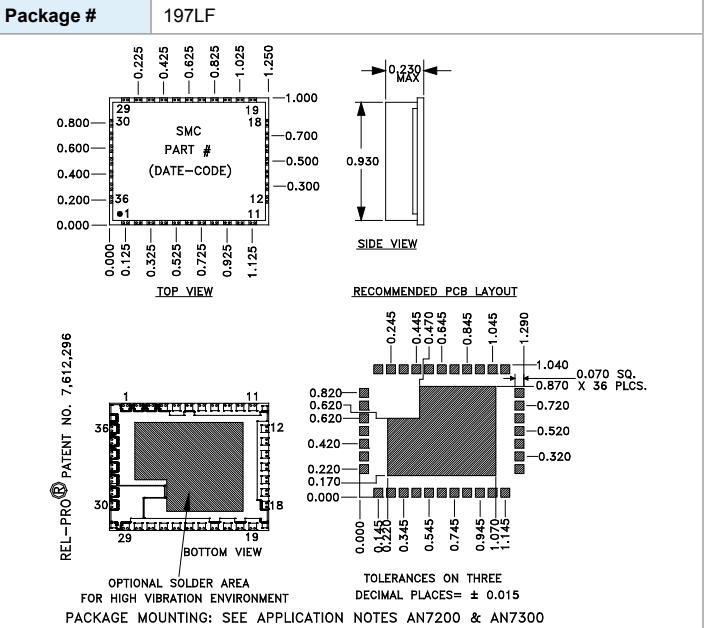 Package # 197LF
0.225 0.425 0.625 0.825 1.025 1.250
0.230
MAX
1.000
29 19
30 18
0.800
SMC
0.700
PART #
0.600
0.500
0.930
(DATE-CODE)
0.400
0.300
0.200
36 12
1 11
0.000
SIDE VIEW
0.000 0.125 0.325 0.525 0.725 0.925 1.125
TOP VIEW
RECOMMENDED PCB LAYOUT
0.245 0.445 0.470 0.645 0.845 1.045 1.290
1.040
0.070 SQ.
0.870 X 36 PLCS.
0.820
0.620
0.720
0.620
0.520
0.420
0.320
0.220
0.170
0.000
0.000 0.145 0.220 0.345 0.545 0.745 0.945 1.070 1.145
REL-PRO® PATENT NO. 7,612,296
1 11
36 12
30 18
29 19
BOTTOM VIEW
OPTIONAL SOLDER AREA
FOR HIGH VIBRATION ENVIRONMENT
TOLERANCES ON THREE
DECIMAL PLACES= ± 0.015
PACKAGE MOUNTING: SEE APPLICATION NOTES AN7200 & AN7300